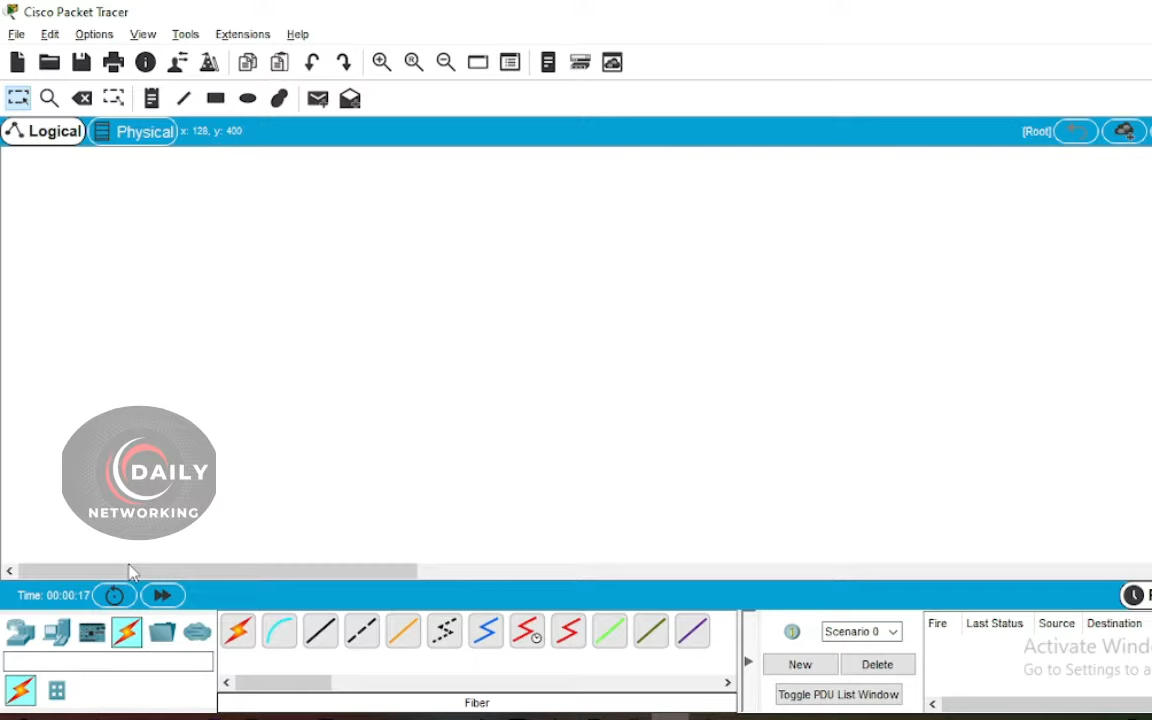 Cisco Packet Tracer
File Edit Options View Tools Extensions Help
Logical Physical x: 128, y: 400 [Root]
DAILY
NETWORKING
Time: 00:00:17
Scenario 0
Fire Last Status Source Destination
New Delete
Toggle PDU List Window
Activate Wind
Go to Settings to a
Fiber